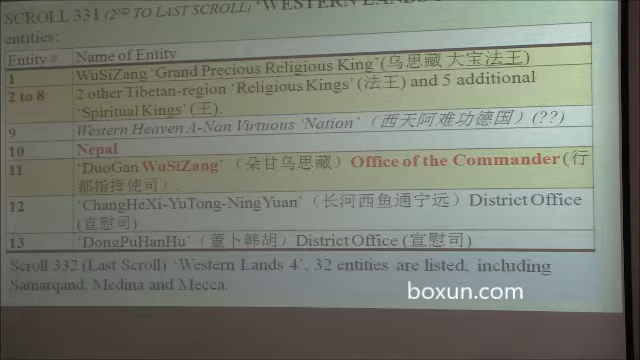 SCROLL 331 (2ND TO LAST SCROLL) 'WESTERN LANDS
entities:
Entity # Name of Entity
1 WuSiZang 'Grand Precious Religious King' (乌思藏 大宝法王)
2 to 8 2 other Tibetan-region 'Religious Kings' (法王) and 5 additional
'Spiritual Kings' (王).
9 Western Heaven A-Nan Virtuous 'Nation' (西天阿难功德国) (??)
10 Nepal
11 'DuoGan WuSiZang' (朵甘乌思藏) Office of the Commander (行
都指挥使司).
12 'ChangHeXi-YuTong-NingYuan' (长河西鱼通宁远) District Office
(宣慰司)
13 'DongPuHanHu' (董卜韩胡) District Office (宣慰司)
Scroll 332 (Last Scroll) 'Western Lands 4', 32 entities are listed, including
Samarqand, Medina and Mecca.
boxun.com